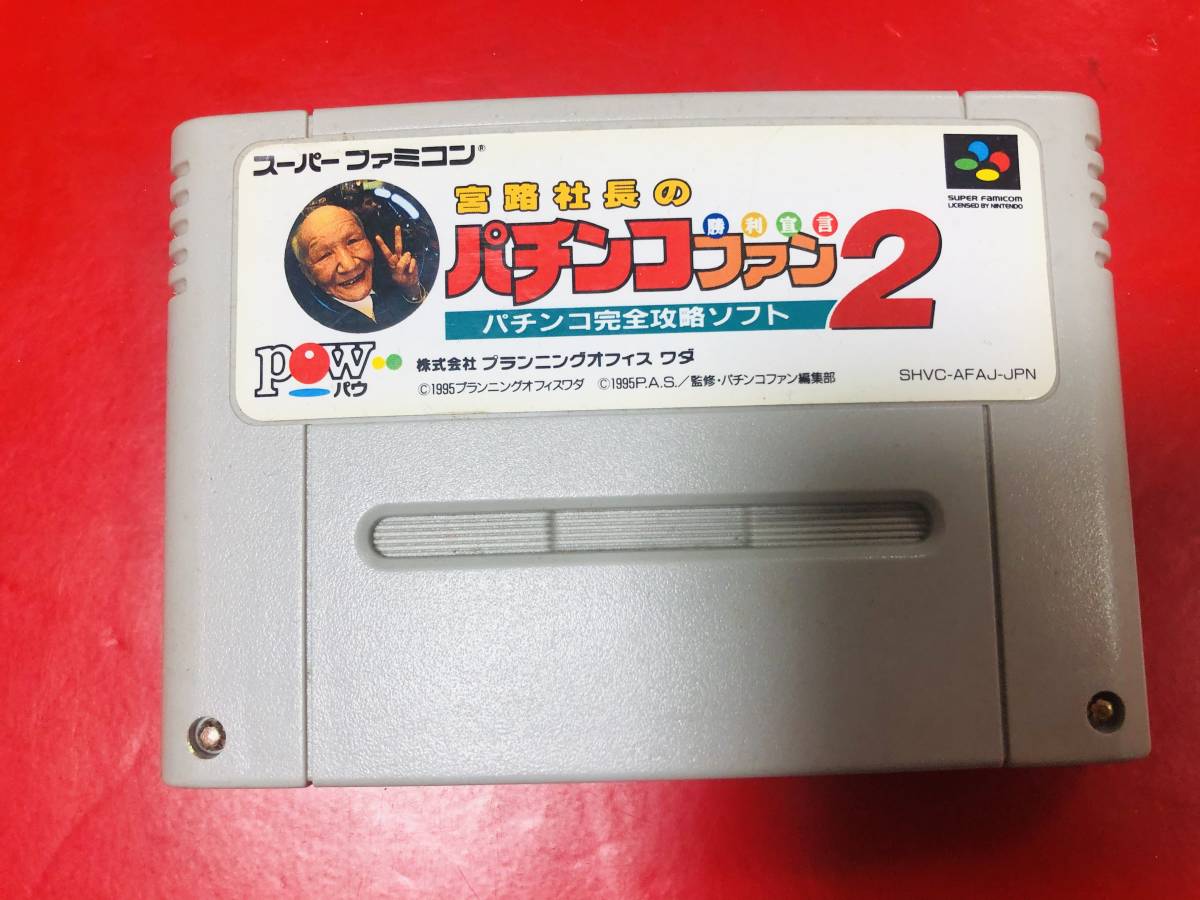 スーパーファミコン®
宮路社長の
パチンコファン2
勝利宣言
パチンコ完全攻略ソフト
SUPER FAMICOM
LICENSED BY NINTENDO
POW
パウ
株式会社 プランニングオフィス ワダ
©1995プランニングオフィスワダ ©1995P.A.S./監修・パチンコファン編集部
SHVC-AFAJ-JPN